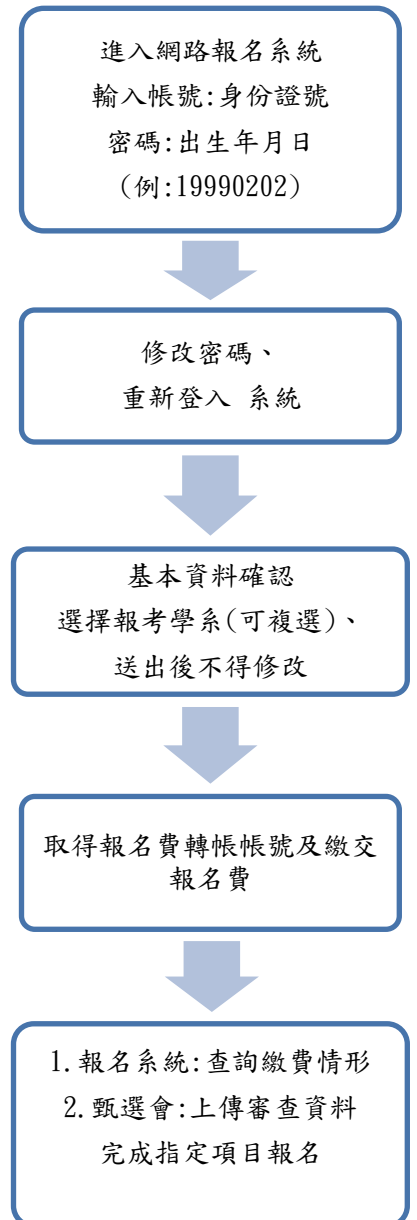 進入網路報名系統
輸入帳號:身份證號
密碼:出生年月日
(例:19990202)
修改密碼、
重新登入 系統
基本資料確認
選擇報考學系(可複選)、
送出後不得修改
取得報名費轉帳帳號及繳交
報名費
1.報名系統:查詢繳費情形
2.甄選會:上傳審查資料
完成指定項目報名